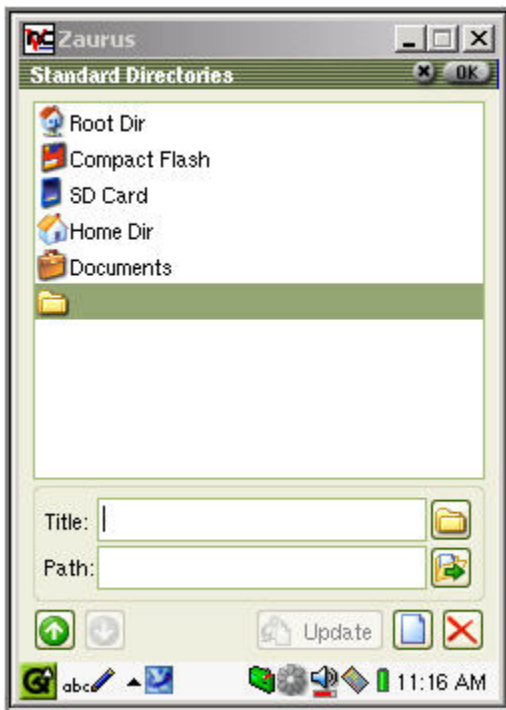 Zaurus
Standard Directories OK
Root Dir
Compact Flash
SD Card
Home Dir
Documents
Title:
Path:
Update
abc 11:16 AM